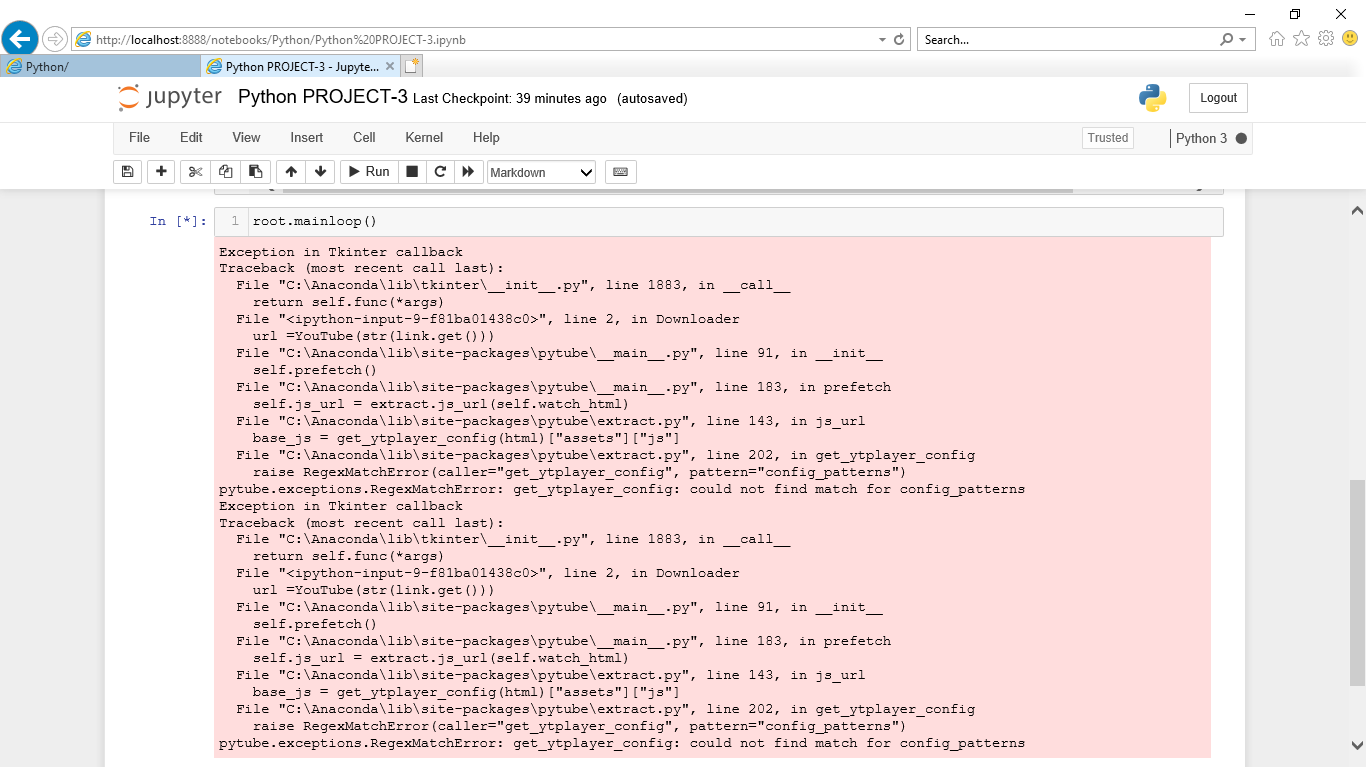 http://localhost:8888/notebooks/Python/Python%20PROJECT-3.ipynb
Search...
Python/
Python PROJECT-3 - Jupyte...
jupyter Python PROJECT-3 Last Checkpoint: 39 minutes ago (autosaved)
Logout
File Edit View Insert Cell Kernel Help
Trusted
Python 3
Run
Markdown
In [*]:
1 root.mainloop()
Exception in Tkinter callback
Traceback (most recent call last):
  File "C:\Anaconda\lib\tkinter\__init__.py", line 1883, in __call__
    return self.func(*args)
  File "<ipython-input-9-f81ba01438c0>", line 2, in Downloader
    url =YouTube(str(link.get()))
  File "C:\Anaconda\lib\site-packages\pytube\__main__.py", line 91, in __init__
    self.prefetch()
  File "C:\Anaconda\lib\site-packages\pytube\__main__.py", line 183, in prefetch
    self.js_url = extract.js_url(self.watch_html)
  File "C:\Anaconda\lib\site-packages\pytube\extract.py", line 143, in js_url
    base_js = get_ytplayer_config(html)["assets"]["js"]
  File "C:\Anaconda\lib\site-packages\pytube\extract.py", line 202, in get_ytplayer_config
    raise RegexMatchError(caller="get_ytplayer_config", pattern="config_patterns")
pytube.exceptions.RegexMatchError: get_ytplayer_config: could not find match for config_patterns
Exception in Tkinter callback
Traceback (most recent call last):
  File "C:\Anaconda\lib\tkinter\__init__.py", line 1883, in __call__
    return self.func(*args)
  File "<ipython-input-9-f81ba01438c0>", line 2, in Downloader
    url =YouTube(str(link.get()))
  File "C:\Anaconda\lib\site-packages\pytube\__main__.py", line 91, in __init__
    self.prefetch()
  File "C:\Anaconda\lib\site-packages\pytube\__main__.py", line 183, in prefetch
    self.js_url = extract.js_url(self.watch_html)
  File "C:\Anaconda\lib\site-packages\pytube\extract.py", line 143, in js_url
    base_js = get_ytplayer_config(html)["assets"]["js"]
  File "C:\Anaconda\lib\site-packages\pytube\extract.py", line 202, in get_ytplayer_config
    raise RegexMatchError(caller="get_ytplayer_config", pattern="config_patterns")
pytube.exceptions.RegexMatchError: get_ytplayer_config: could not find match for config_patterns